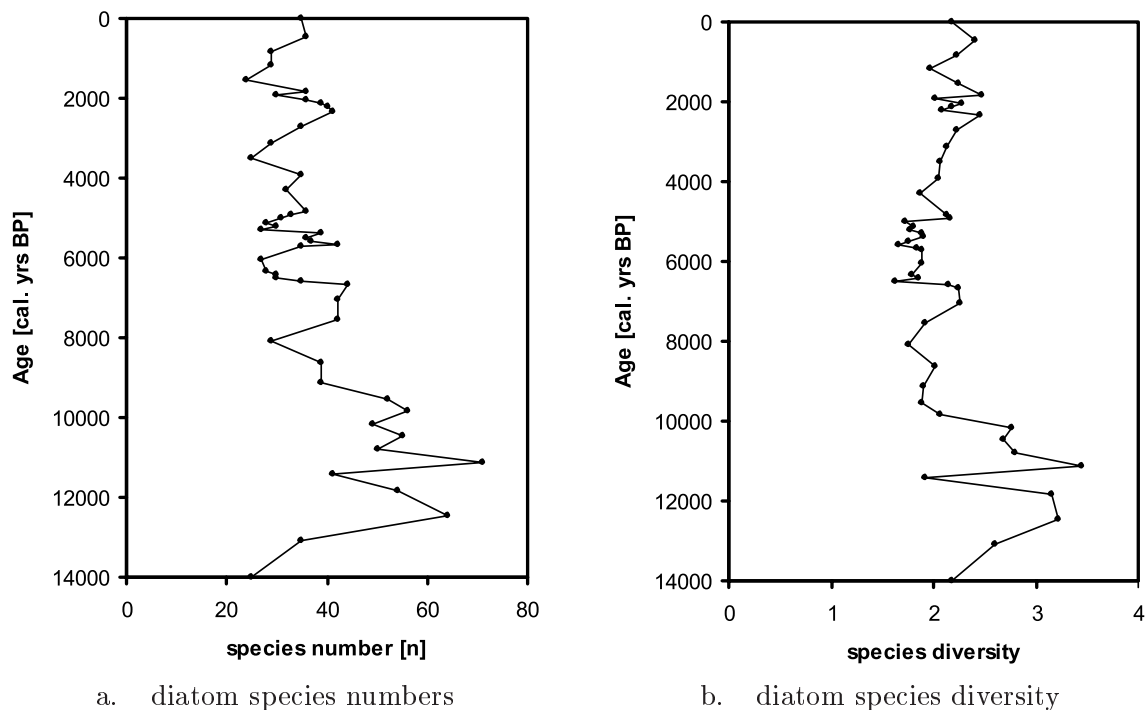 0
2000
4000
6000
8000
10000
12000
14000
Age [cal. yrs BP]
0 20 40 60 80
species number [n]
a. diatom species numbers
0
2000
4000
6000
8000
10000
12000
14000
Age [cal. yrs BP]
0 1 2 3 4
species diversity
b. diatom species diversity